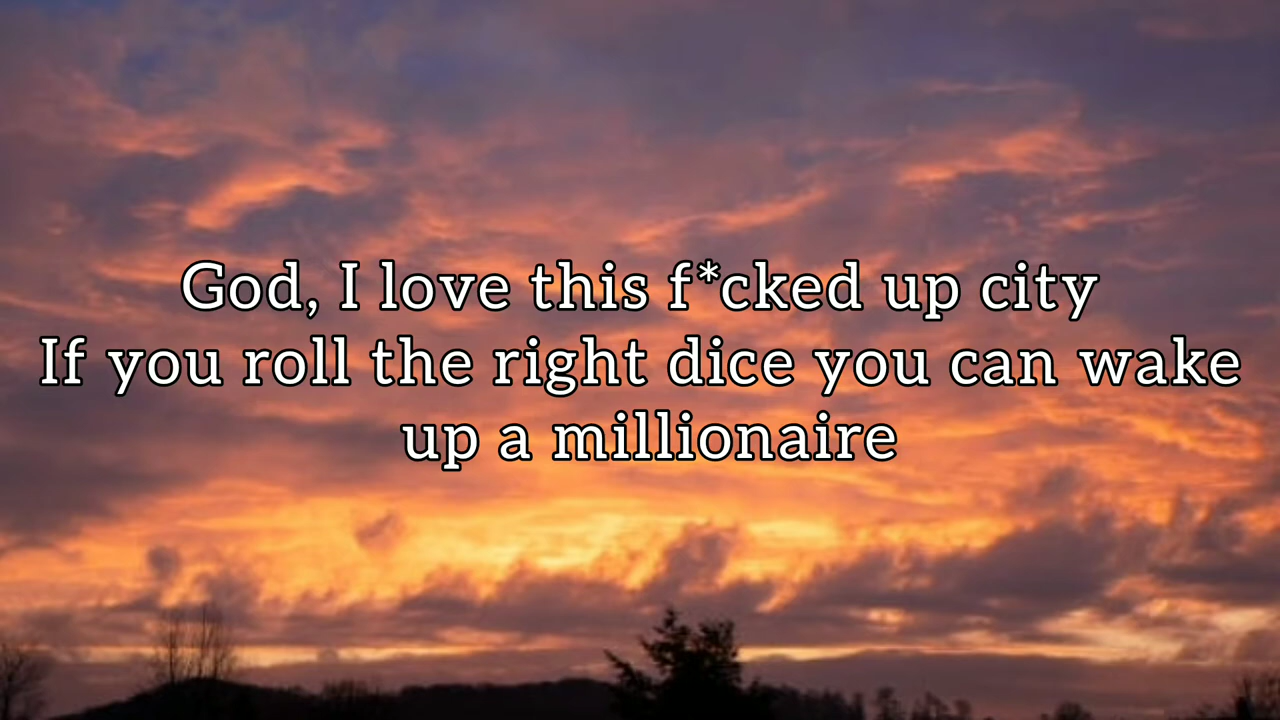 God, I love this f*cked up city
If you roll the right dice you can wake
up a millionaire